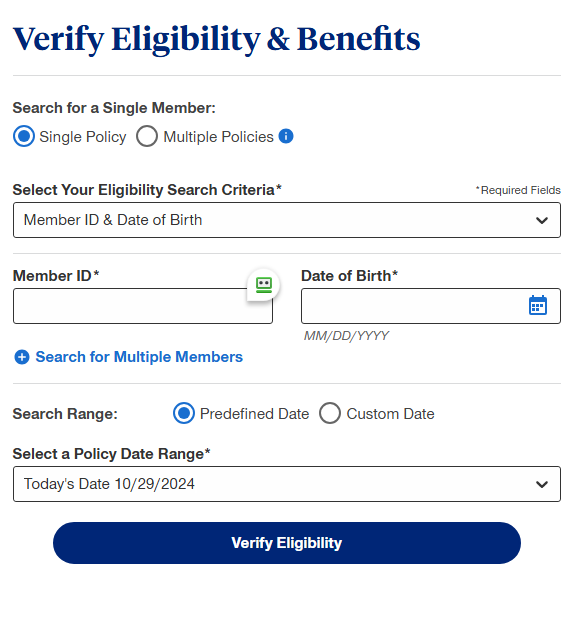 Verify Eligibility & Benefits
Search for a Single Member:
Single Policy Multiple Policies
Select Your Eligibility Search Criteria* *Required Fields
Member ID & Date of Birth
Member ID* Date of Birth*
MM/DD/YYYY
Search for Multiple Members
Search Range: Predefined Date Custom Date
Select a Policy Date Range*
Today's Date 10/29/2024
Verify Eligibility